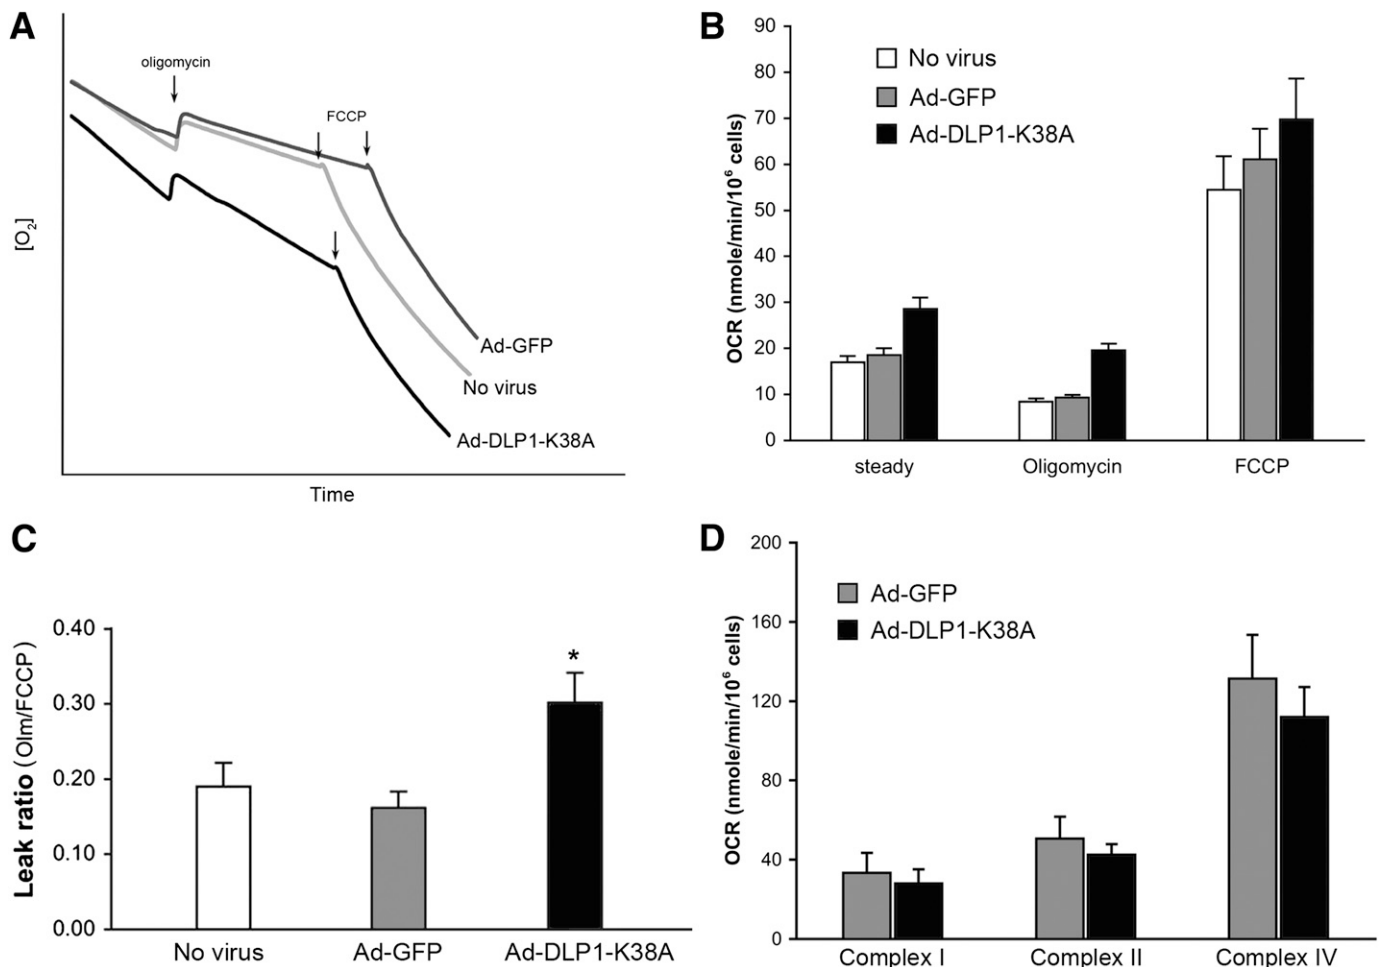 A
oligomycin
FCCP
[O2]
Ad-GFP
No virus
Ad-DLP1-K38A
Time
B
No virus
Ad-GFP
Ad-DLP1-K38A
OCR (nmole/min/10⁶ cells)
90
80
70
60
50
40
30
20
10
0
steady Oligomycin FCCP
C
Leak ratio (Olm/FCCP)
0.40
0.30
0.20
0.10
0.00
*
No virus Ad-GFP Ad-DLP1-K38A
D
Ad-GFP
Ad-DLP1-K38A
OCR (nmole/min/10⁶ cells)
200
160
120
80
40
0
Complex I Complex II Complex IV